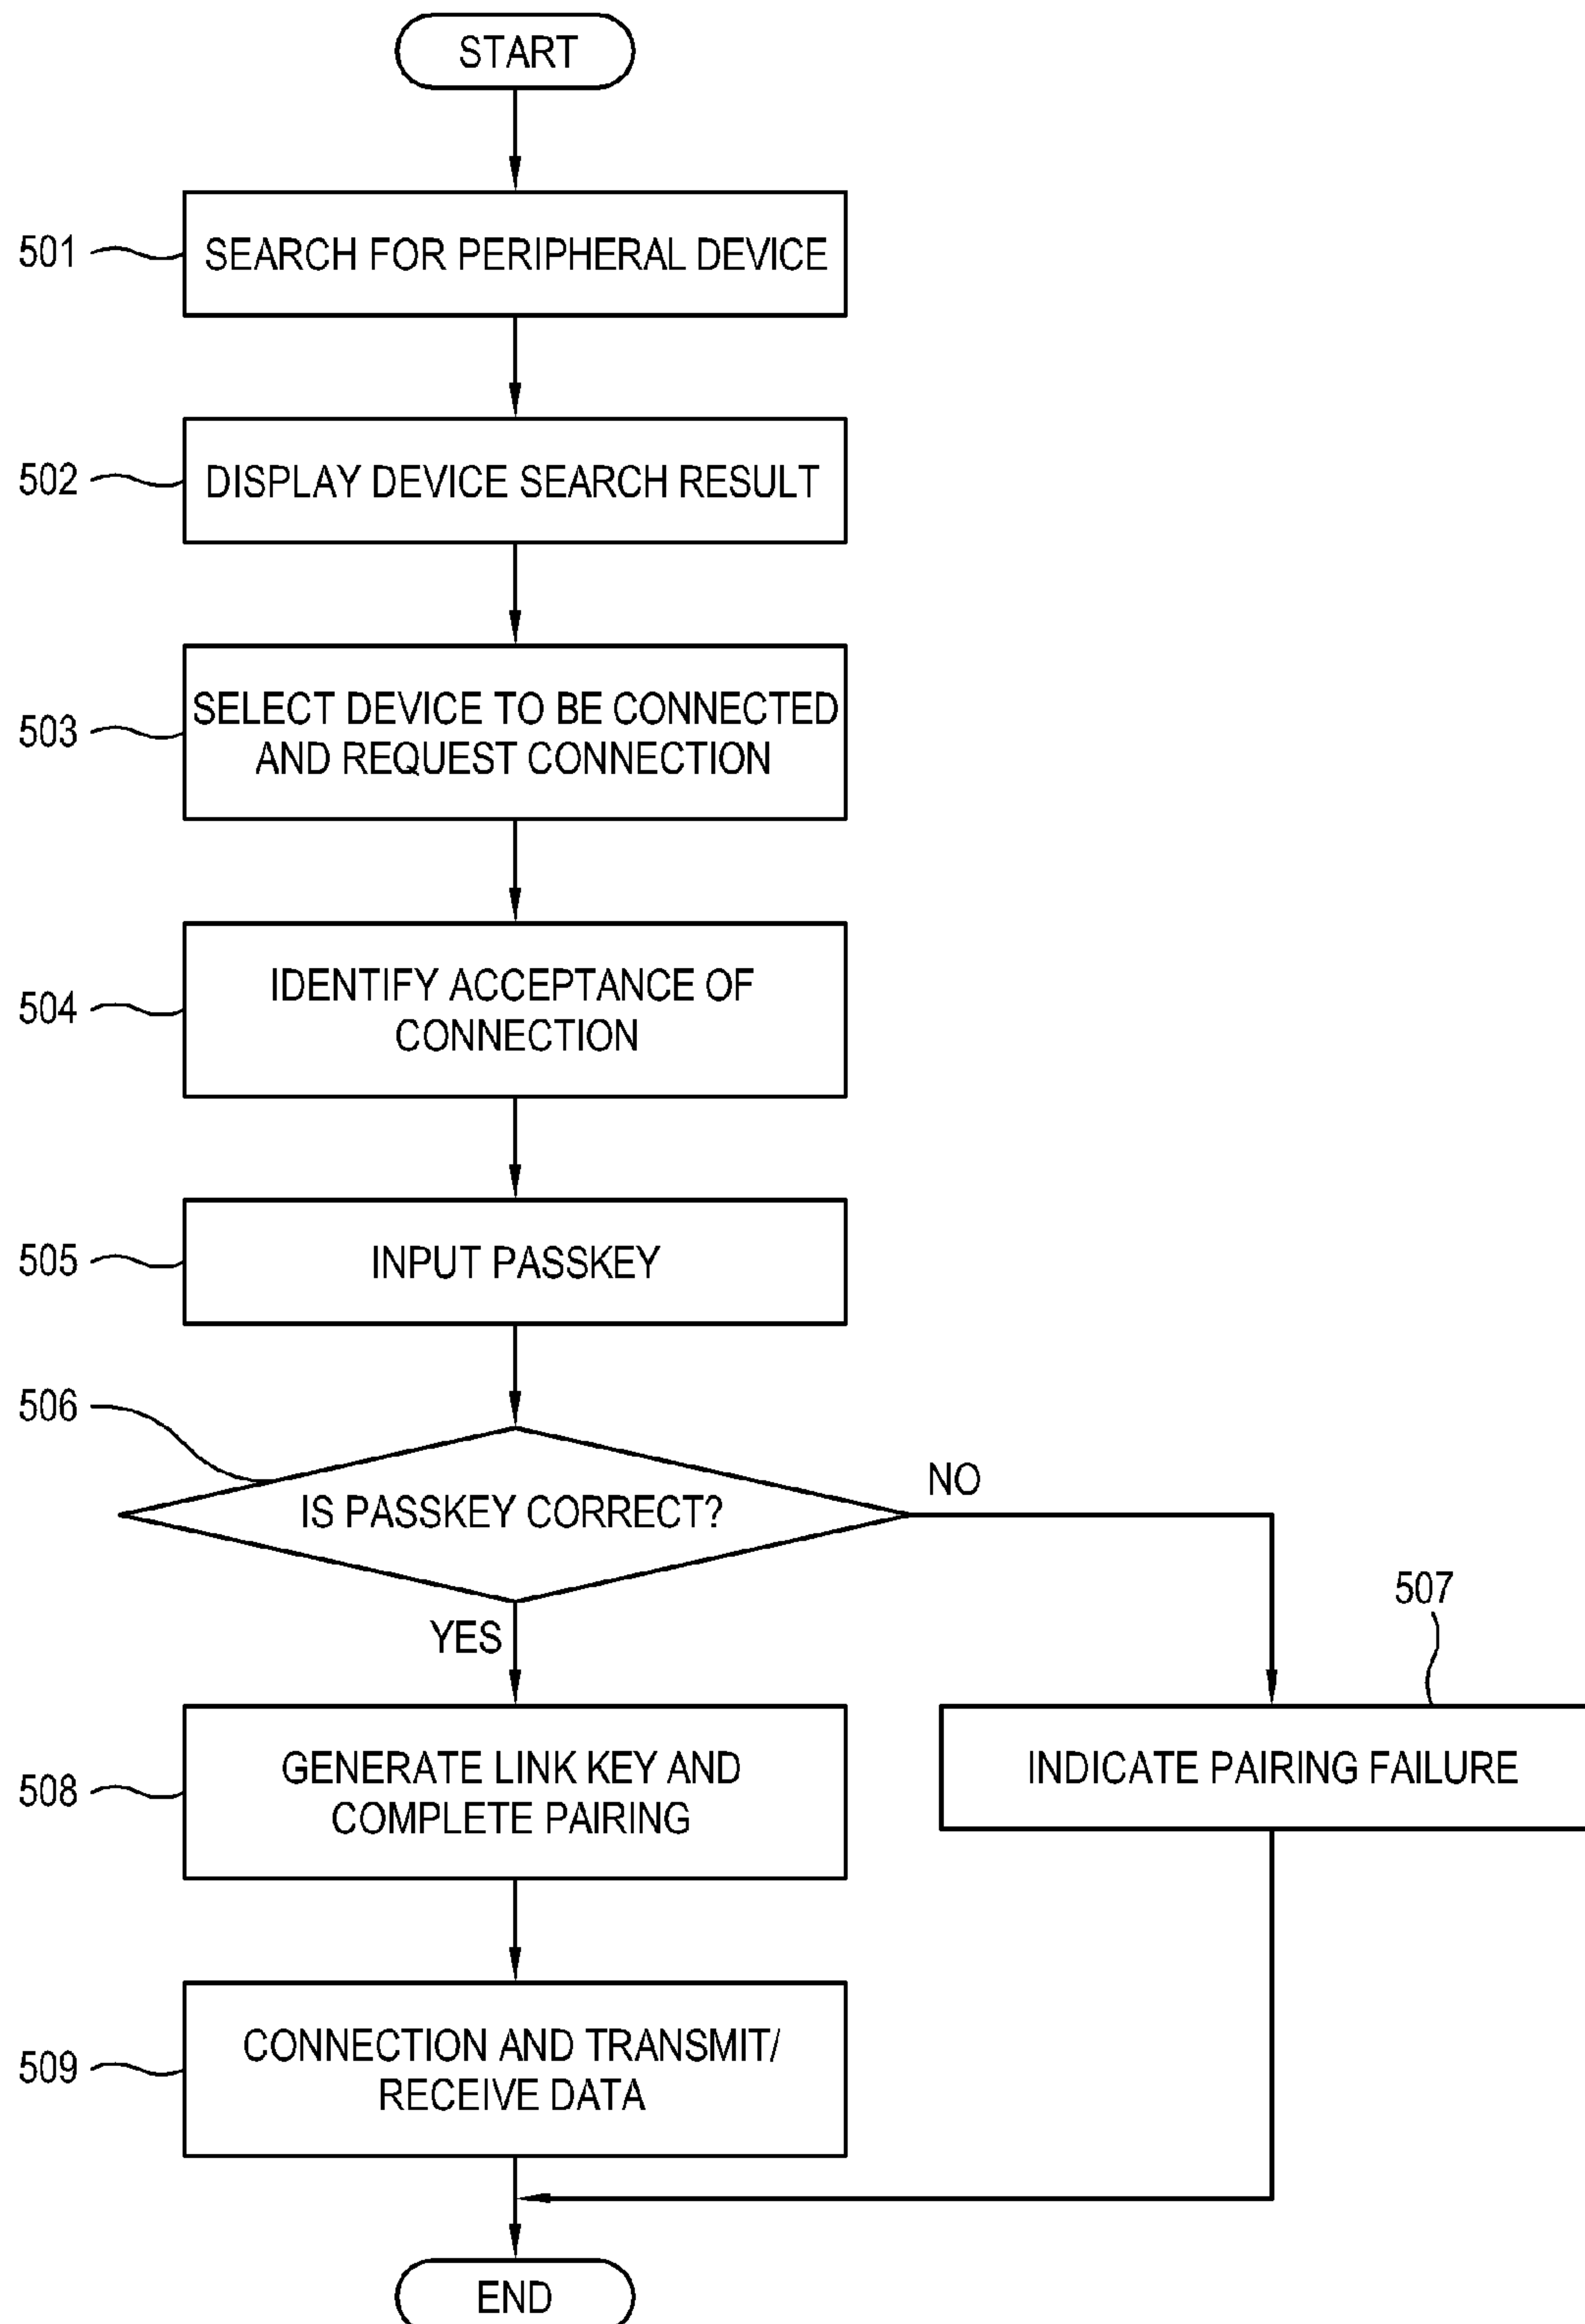 START
501
SEARCH FOR PERIPHERAL DEVICE
502
DISPLAY DEVICE SEARCH RESULT
503
SELECT DEVICE TO BE CONNECTED
AND REQUEST CONNECTION
504
IDENTIFY ACCEPTANCE OF
CONNECTION
505
INPUT PASSKEY
506
IS PASSKEY CORRECT?
NO
YES
507
INDICATE PAIRING FAILURE
508
GENERATE LINK KEY AND
COMPLETE PAIRING
509
CONNECTION AND TRANSMIT/
RECEIVE DATA
END